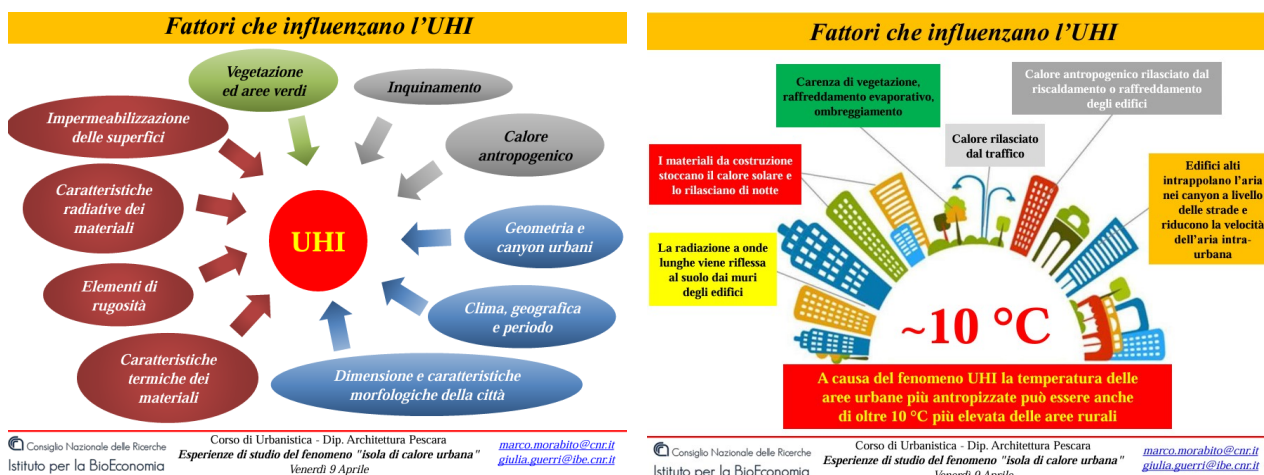 Fattori che influenzano l'UHI
Vegetazione
ed aree verdi
Inquinamento
Impermeabilizzazione
delle superfici
Calore
antropogenico
Caratteristiche
radiative dei
materiali
UHI
Geometria e
canyon urbani
Elementi di
rugosità
Clima, geografica
e periodo
Caratteristiche
termiche dei
materiali
Dimensione e caratteristiche
morfologiche della città
Consiglio Nazionale delle Ricerche
Istituto per la BioEconomia
Corso di Urbanistica - Dip. Architettura Pescara
Esperienze di studio del fenomeno "isola di calore urbana"
Venerdì 9 Aprile
marco.morabito@cnr.it
giulia.guerri@ibe.cnr.it
Fattori che influenzano l'UHI
Carenza di vegetazione,
raffreddamento evaporativo,
ombreggiamento
Calore antropogenico rilasciato dal
riscaldamento o raffreddamento
degli edifici
Calore rilasciato
dal traffico
I materiali da costruzione
stoccano il calore solare e
lo rilasciano di notte
Edifici alti
intrappolano l'aria
nei canyon a livello
delle strade e
riducono la velocità
dell'aria intra-
urbana
La radiazione a onde
lunghe viene riflessa
al suolo dai muri
degli edifici
~10 °C
A causa del fenomeno UHI la temperatura delle
aree urbane più antropizzate può essere anche
di oltre 10 °C più elevata delle aree rurali
Consiglio Nazionale delle Ricerche
Istituto per la BioEconomia
Corso di Urbanistica - Dip. Architettura Pescara
Esperienze di studio del fenomeno "isola di calore urbana"
Venerdì 9 Aprile
marco.morabito@cnr.it
giulia.guerri@ibe.cnr.it